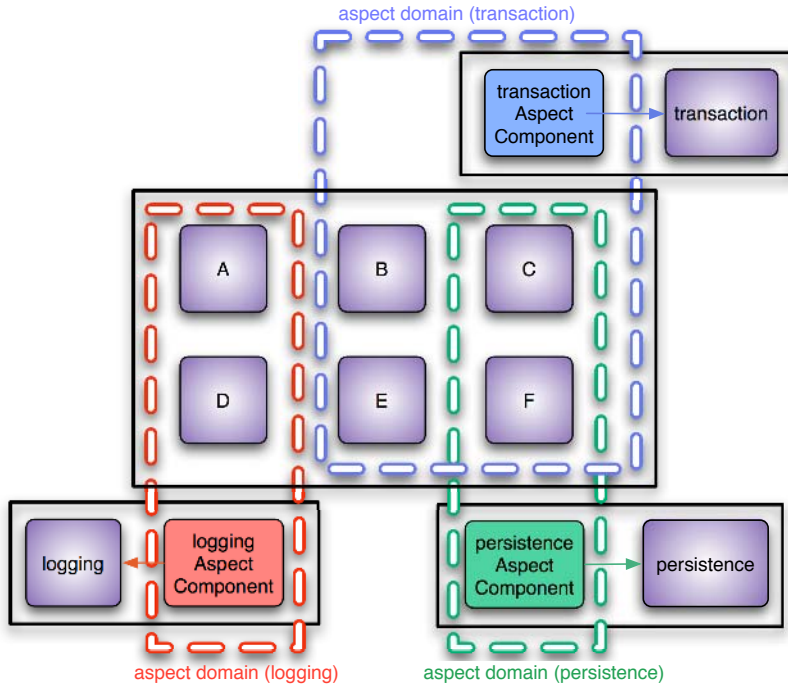 aspect domain (transaction)
transaction
Aspect
Component
transaction
A
B
C
D
E
F
logging
logging
Aspect
Component
persistence
Aspect
Component
persistence
aspect domain (logging)
aspect domain (persistence)